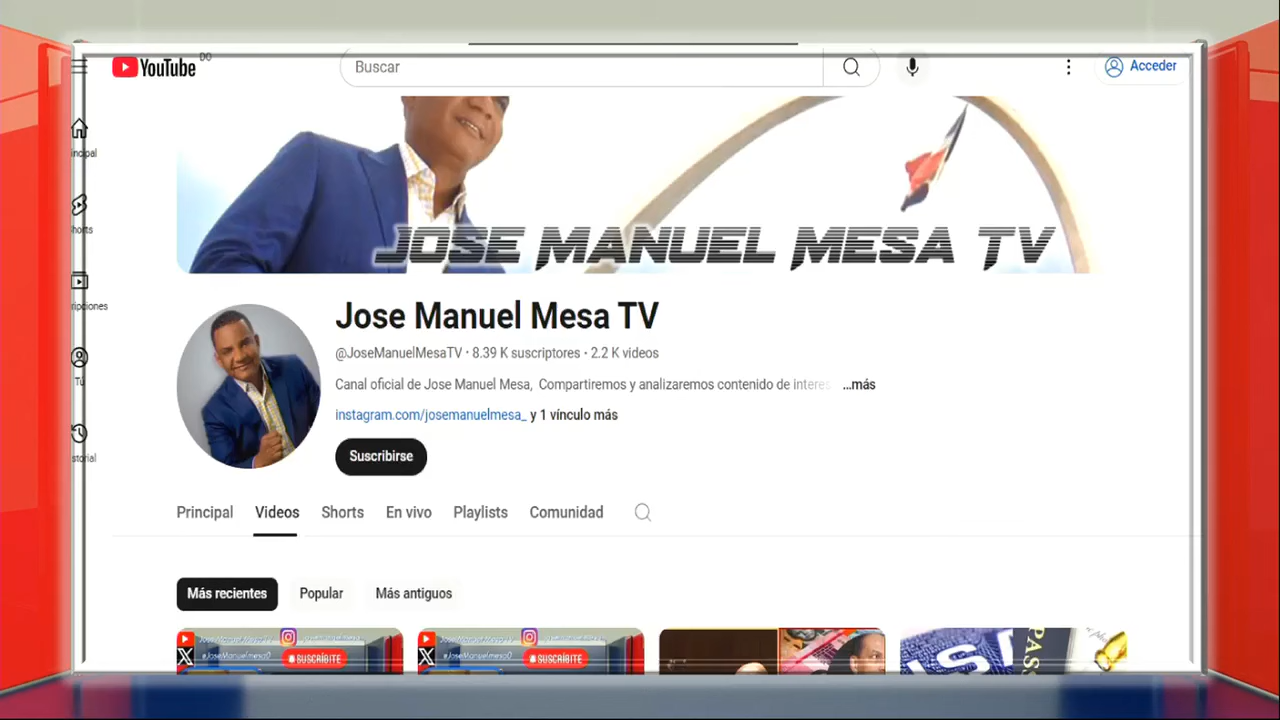 YouTube DO
Buscar
Acceder
JOSE MANUEL MESA TV
Jose Manuel Mesa TV
@JoseManuelMesaTV · 8.39 K suscriptores · 2.2 K videos
Canal oficial de Jose Manuel Mesa, Compartiremos y analizaremos contenido de interes ...más
instagram.com/josemanuelmesa_ y 1 vínculo más
Suscribirse
ncipal
horts
ripciones
Tú
storial
Principal Videos Shorts En vivo Playlists Comunidad
Más recientes Popular Más antiguos
SUSCRÍBITE SUSCRÍBITE